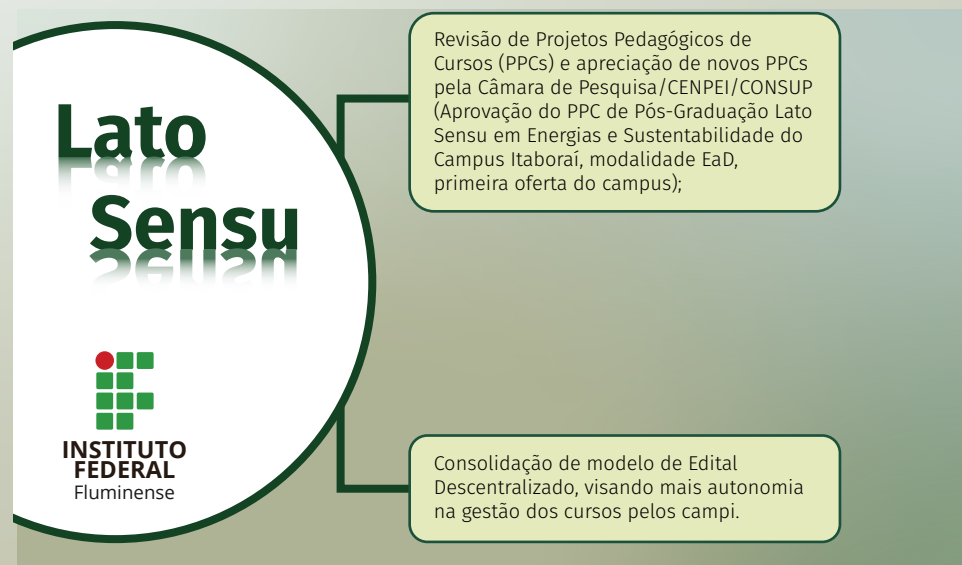 Lato
Sensu
INSTITUTO
FEDERAL
Fluminense
Revisão de Projetos Pedagógicos de
Cursos (PPCs) e apreciação de novos PPCs
pela Câmara de Pesquisa/CENPEI/CONSUP
(Aprovação do PPC de Pós-Graduação Lato
Sensu em Energias e Sustentabilidade do
Campus Itaboraí, modalidade EaD,
primeira oferta do campus);
Consolidação de modelo de Edital
Descentralizado, visando mais autonomia
na gestão dos cursos pelos campi.